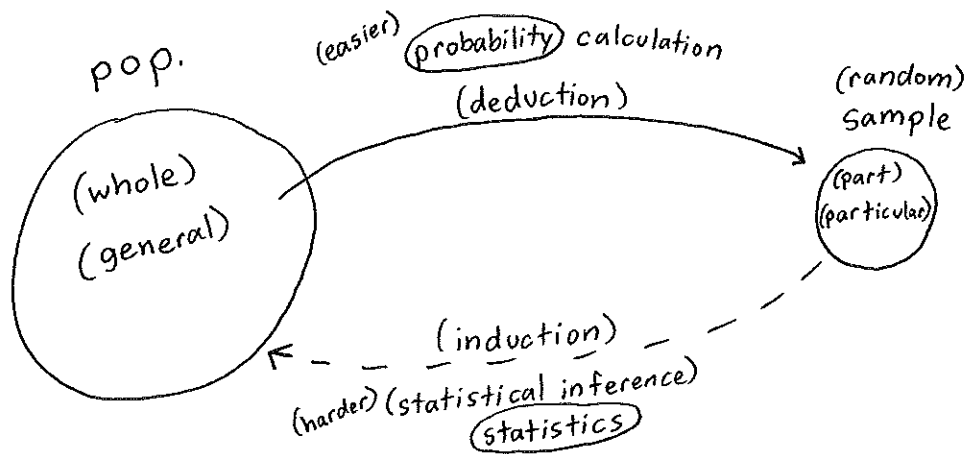 pop.
(whole)
(general)
(easier) probability calculation
(deduction)
(random)
sample
(part)
(particular)
(induction)
(harder) (statistical inference)
statistics